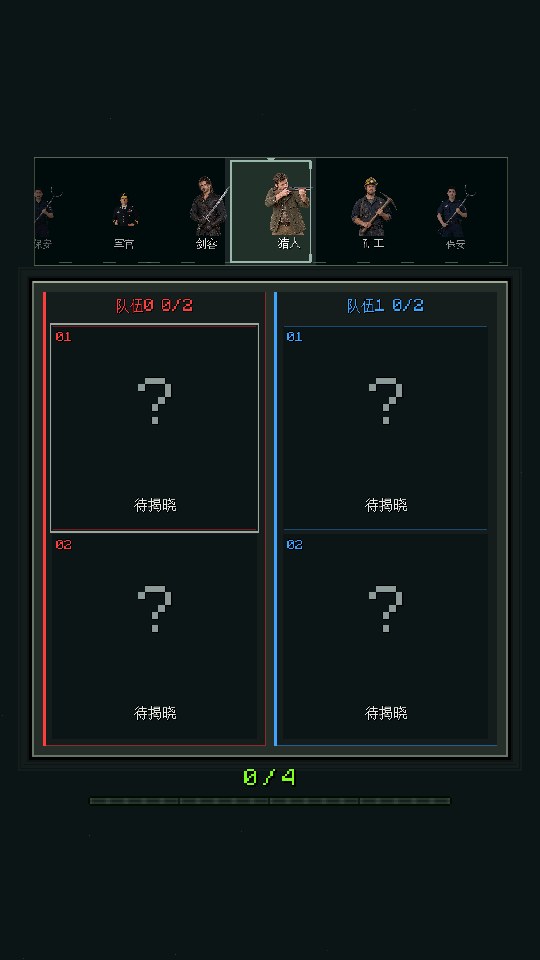 保安 军官 剑客 猎人 矿工 保安
队伍0 0/2 队伍1 0/2
01 01
?
?
待揭晓 待揭晓
02 02
?
?
待揭晓 待揭晓
0/4